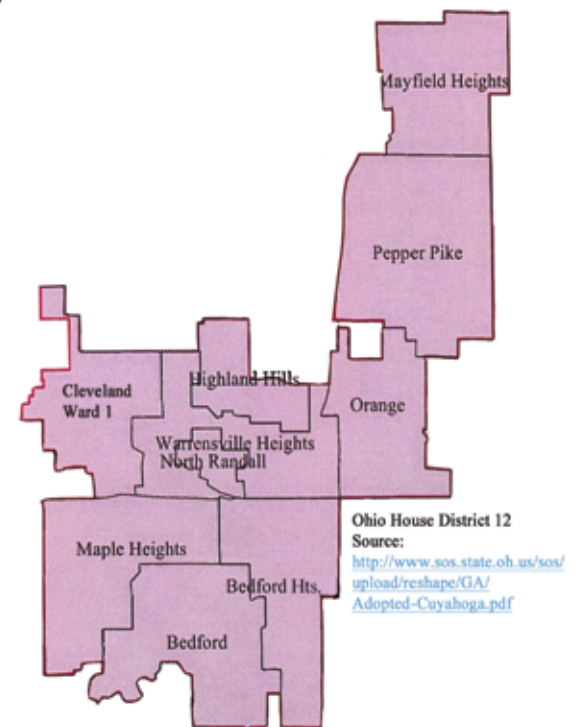 Mayfield Heights
Pepper Pike
Highland Hills
Cleveland
Ward 1
Orange
Warrensville Heights
North Randall
Ohio House District 12
Source:
http://www.sos.state.oh.us/sos/
upload/reshape/GA/
Adopted-Cuyahoga.pdf
Maple Heights
Bedford Hts.
Bedford